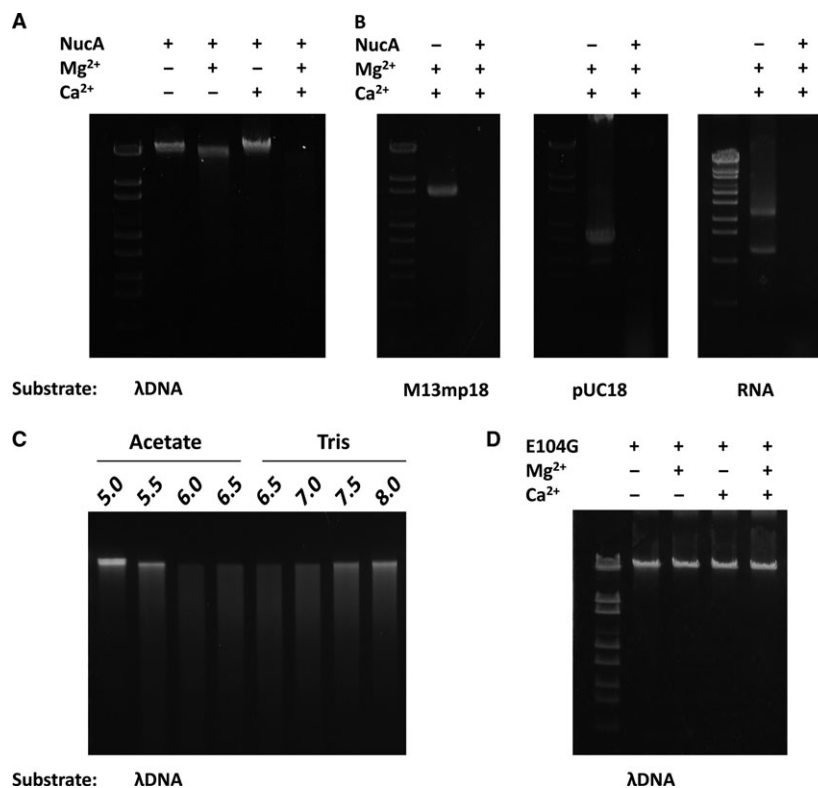 A
NucA + + + +
Mg²⁺ – + – +
Ca²⁺ – – + +
Substrate: λDNA
B
NucA – + – + – +
Mg²⁺ + + + + + +
Ca²⁺ + + + + + +
M13mp18 pUC18 RNA
C
Acetate Tris
5.0 5.5 6.0 6.5 6.5 7.0 7.5 8.0
Substrate: λDNA
D
E104G + + + +
Mg²⁺ – + – +
Ca²⁺ – – + +
λDNA